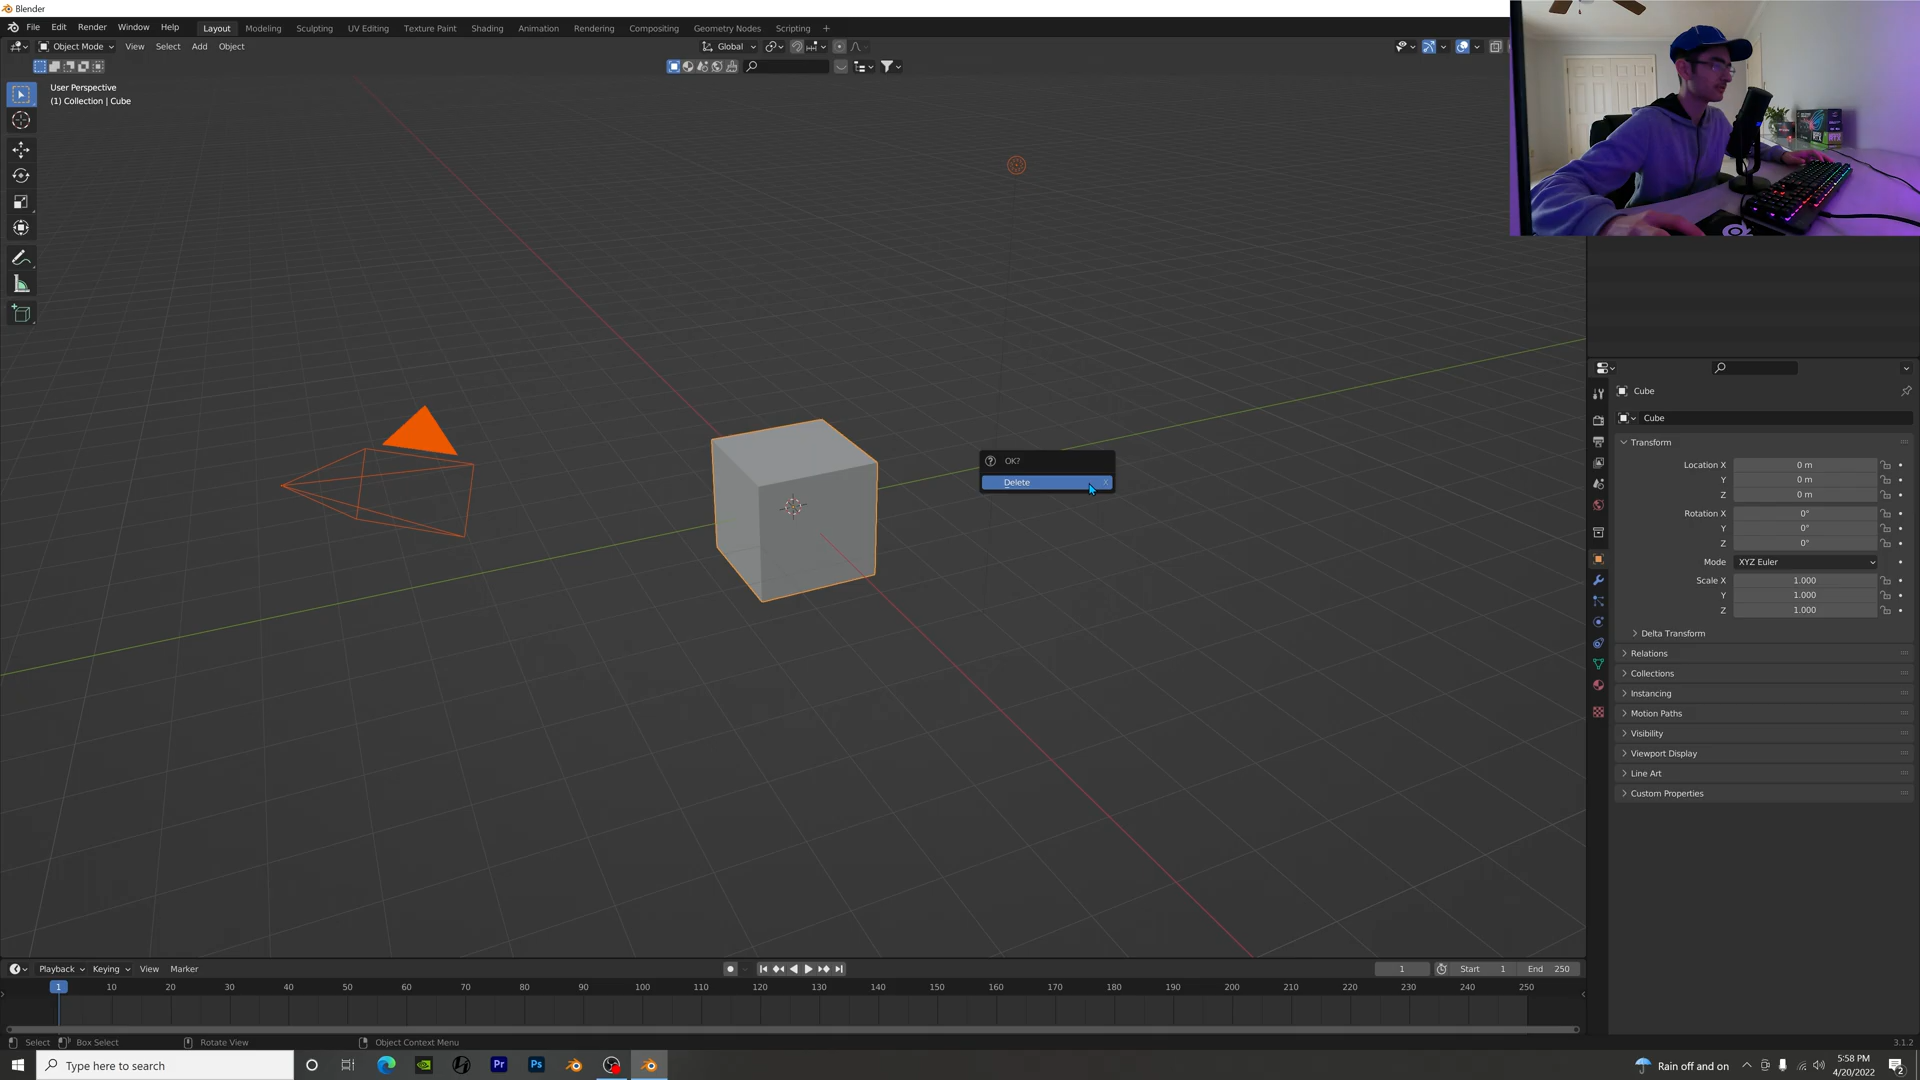 Blender
File Edit Render Window Help Layout Modeling Sculpting UV Editing Texture Paint Shading Animation Rendering Compositing Geometry Nodes Scripting +
Object Mode View Select Add Object Global
User Perspective
(1) Collection | Cube
OK?
Delete X
Cube
Cube
Transform
Location X 0 m
Y 0 m
Z 0 m
Rotation X 0°
Y 0°
Z 0°
Mode XYZ Euler
Scale X 1.000
Y 1.000
Z 1.000
Delta Transform
Relations
Collections
Instancing
Motion Paths
Visibility
Viewport Display
Line Art
Custom Properties
Playback Keying View Marker 1 Start 1 End 250
1 10 20 30 40 50 60 70 80 90 100 110 120 130 140 150 160 170 180 190 200 210 220 230 240 250
Select Box Select Rotate View Object Context Menu 3.1.2
Type here to search Pr Ps Rain off and on 5:58 PM
4/20/2022 2